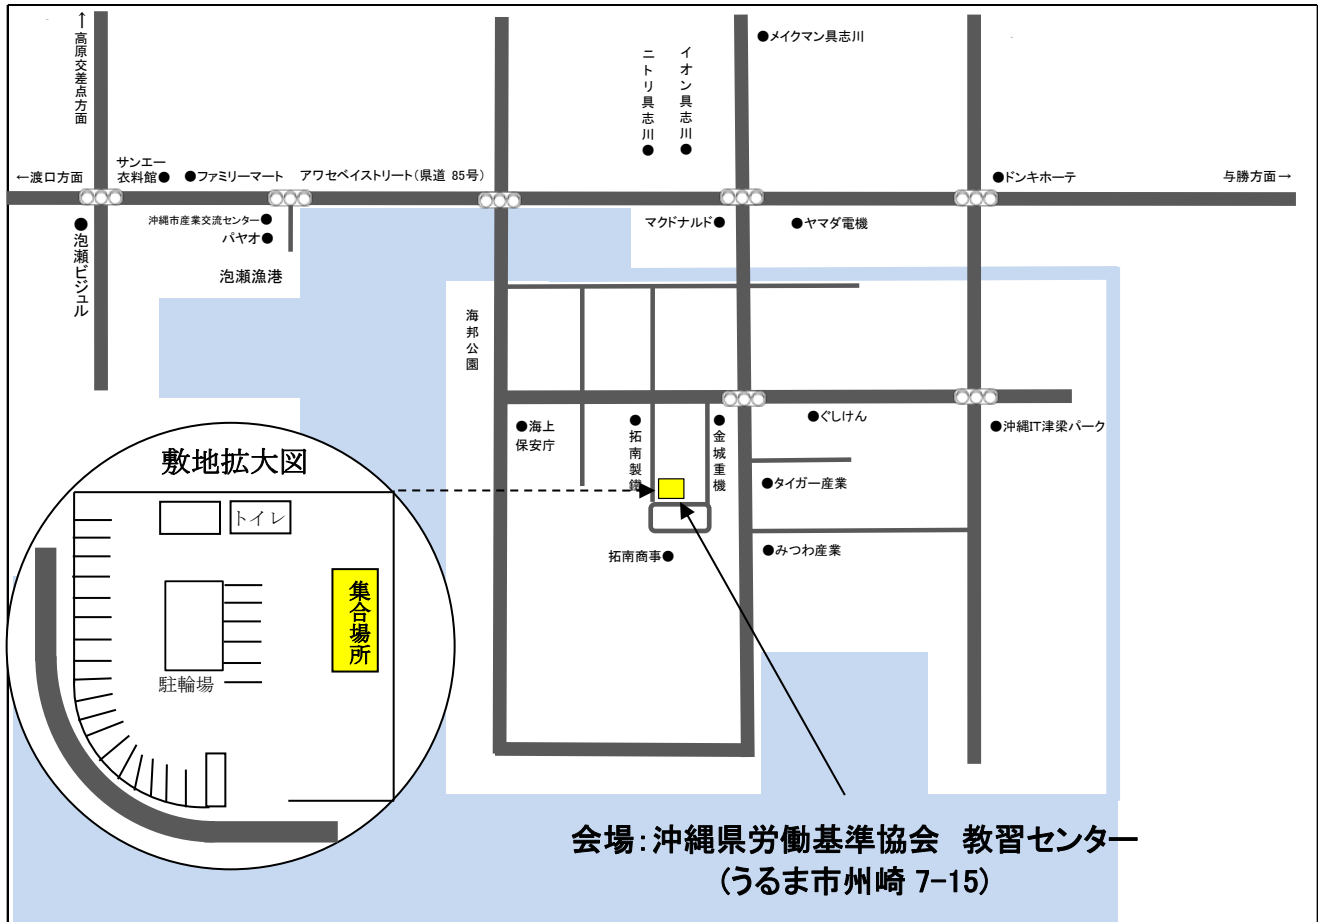 ↑高原交差点方面
●メイクマン具志川
ニトリ具志川●
イオン具志川●
←渡口方面
サンエー
衣料館●
●ファミリーマート
アワセベイストリート(県道 85号)
●ドンキホーテ
与勝方面→
●泡瀬ビジュル
沖縄市産業交流センター●
パヤオ●
泡瀬漁港
マクドナルド●
●ヤマダ電機
海邦公園
●海上
保安庁
●拓南製鐵
●金城重機
●ぐしけん
●沖縄IT津梁パーク
●タイガー産業
拓南商事●
●みつわ産業
敷地拡大図
トイレ
集合場所
駐輪場
会場：沖縄県労働基準協会 教習センター
(うるま市州崎 7-15)